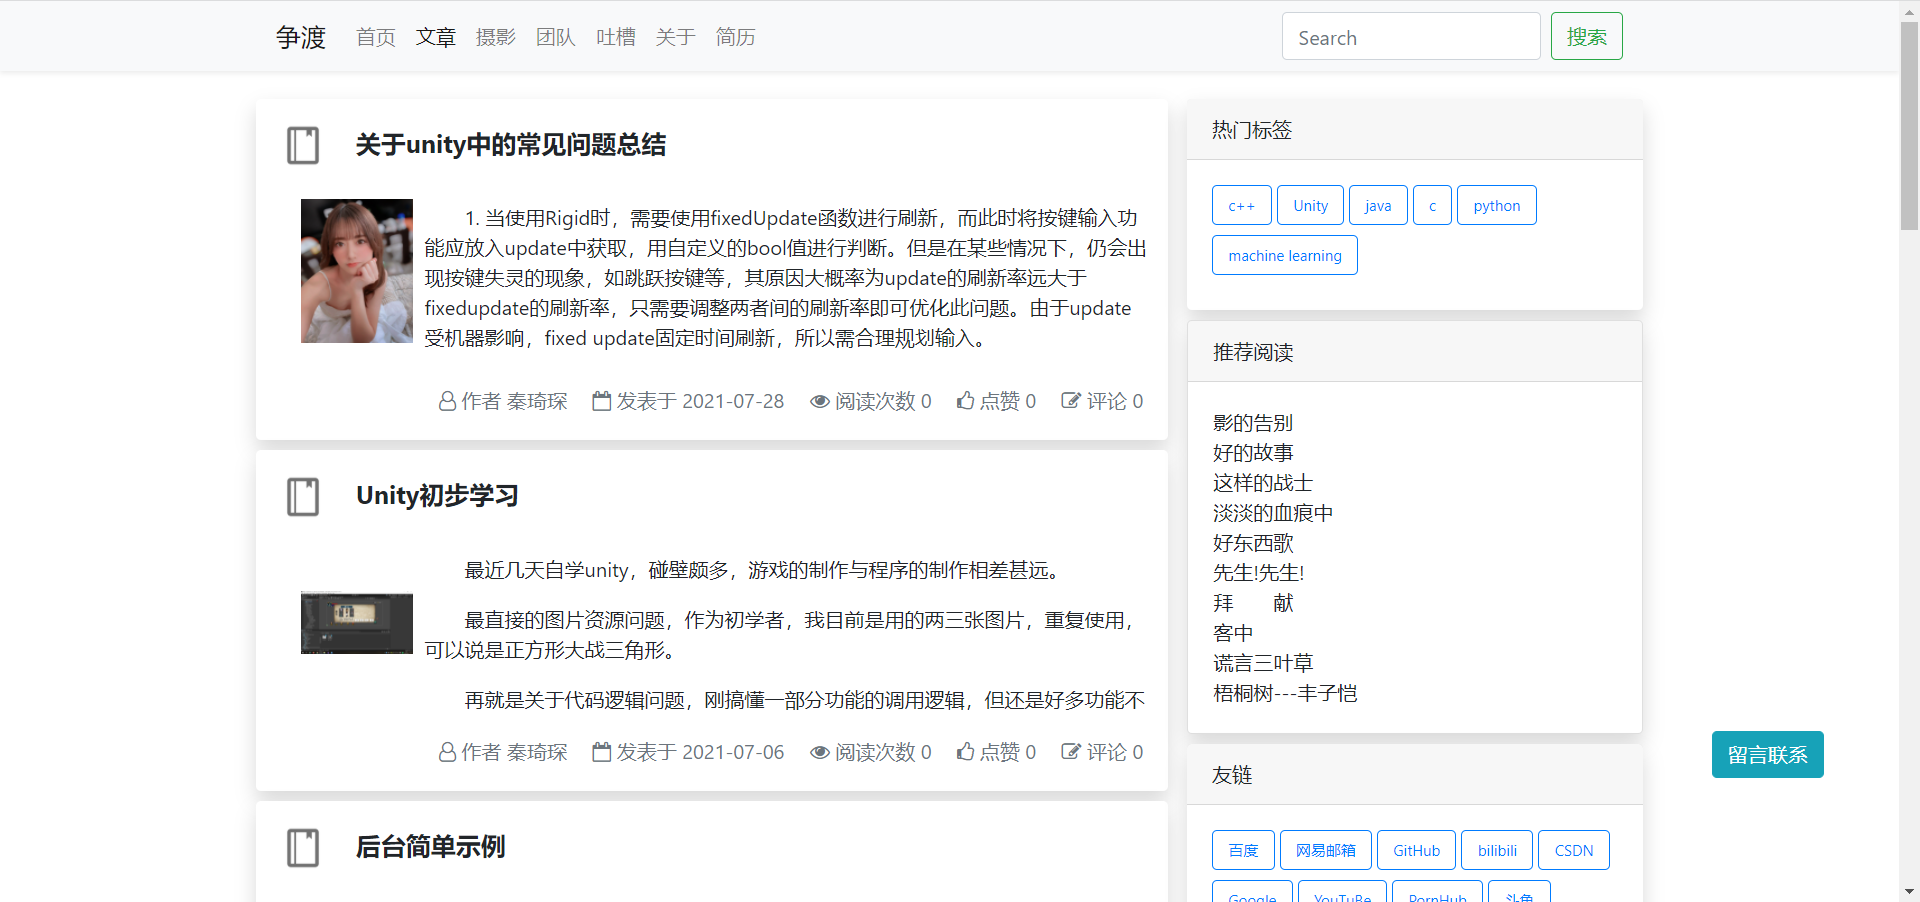 争渡 首页 文章 摄影 团队 吐槽 关于 简历 Search 搜索
关于unity中的常见问题总结
1. 当使用Rigid时，需要使用fixedUpdate函数进行刷新，而此时将按键输入功
能应放入update中获取，用自定义的bool值进行判断。但是在某些情况下，仍会出
现按键失灵的现象，如跳跃按键等，其原因大概率为update的刷新率远大于
fixedupdate的刷新率，只需要调整两者间的刷新率即可优化此问题。由于update
受机器影响，fixed update固定时间刷新，所以需合理规划输入。
作者 秦琦琛 发表于 2021-07-28 阅读次数 0 点赞 0 评论 0
Unity初步学习
最近几天自学unity，碰壁颇多，游戏的制作与程序的制作相差甚远。
最直接的图片资源问题，作为初学者，我目前是用的两三张图片，重复使用，
可以说是正方形大战三角形。
再就是关于代码逻辑问题，刚搞懂一部分功能的调用逻辑，但还是好多功能不
作者 秦琦琛 发表于 2021-07-06 阅读次数 0 点赞 0 评论 0
后台简单示例
热门标签
c++ Unity java c python
machine learning
推荐阅读
影的告别
好的故事
这样的战士
淡淡的血痕中
好东西歌
先生!先生!
拜　　献
客中
谎言三叶草
梧桐树---丰子恺
友链
百度 网易邮箱 GitHub bilibili CSDN
Google YouTuBe PornHub 斗鱼
留言联系